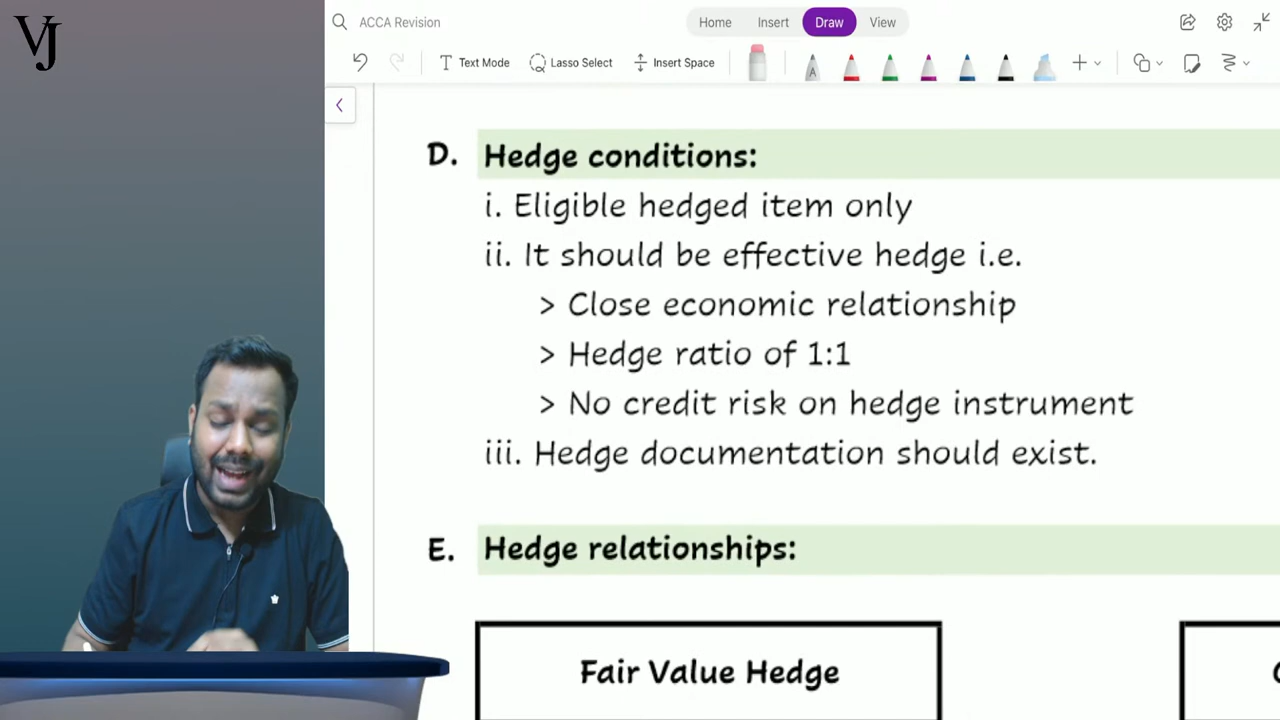 VJ
ACCA Revision
Home Insert Draw View
Text Mode Lasso Select Insert Space
D. Hedge conditions:
i. Eligible hedged item only
ii. It should be effective hedge i.e.
> Close economic relationship
> Hedge ratio of 1:1
> No credit risk on hedge instrument
iii. Hedge documentation should exist.
E. Hedge relationships:
Fair Value Hedge